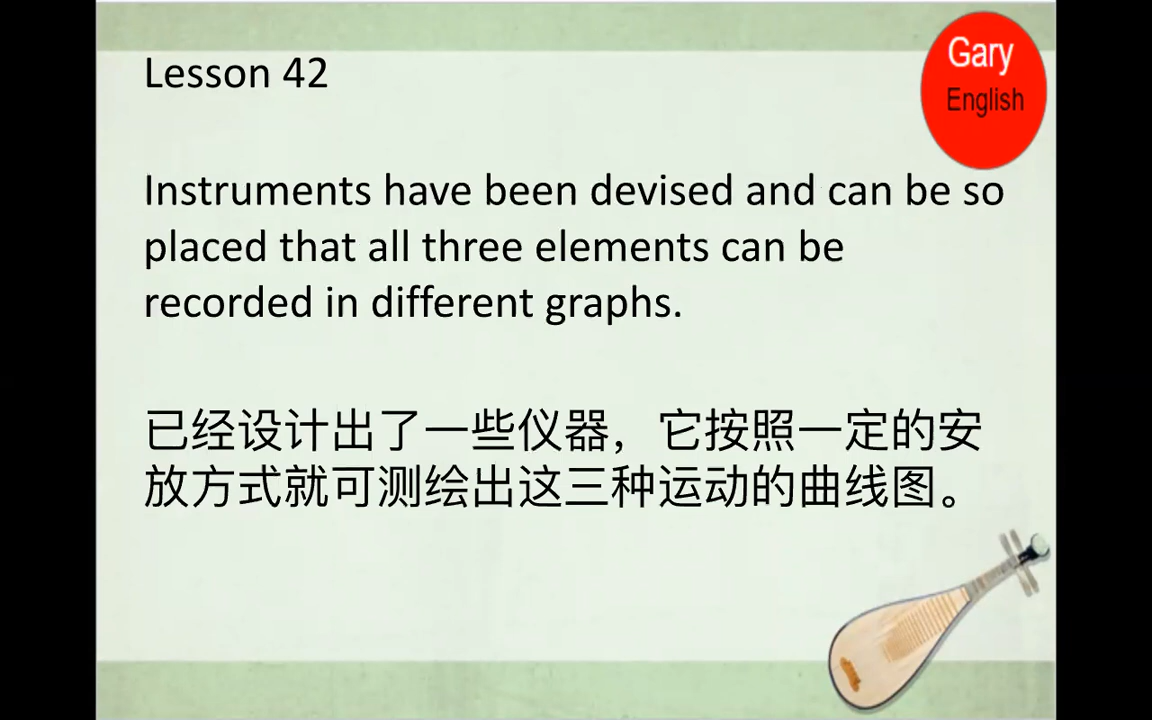 Lesson 42
Gary
English
Instruments have been devised and can be so
placed that all three elements can be
recorded in different graphs.
已经设计出了一些仪器，它按照一定的安
放方式就可测绘出这三种运动的曲线图。